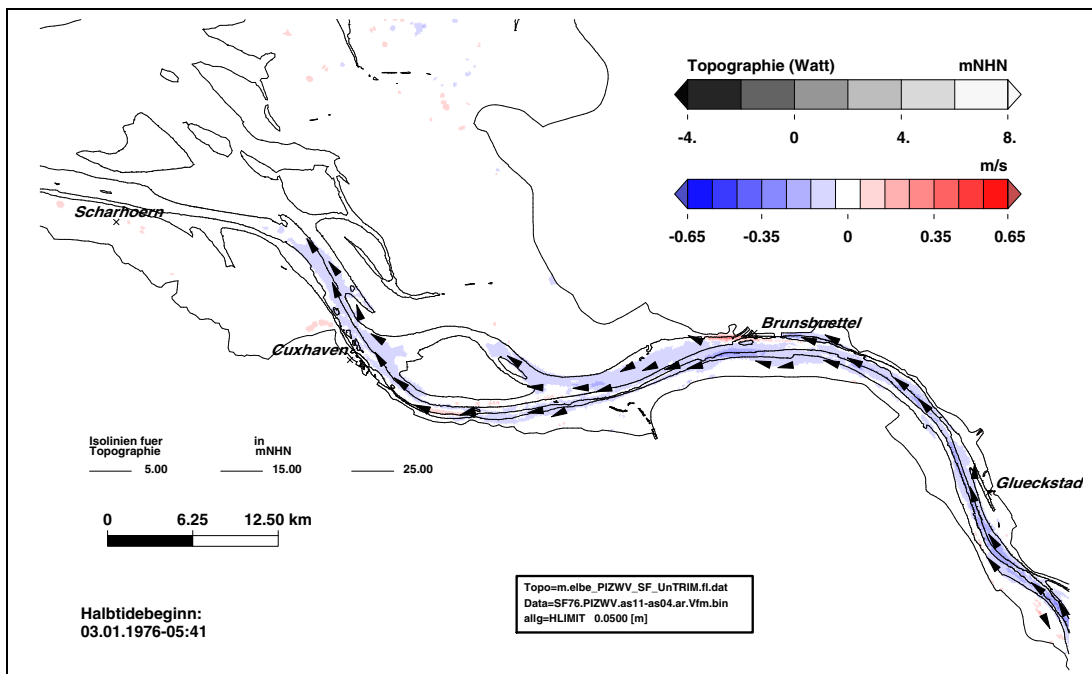 Topographie (Watt) mNHN
-4. 0 4. 8.
m/s
-0.65 -0.35 0 0.35 0.65
Scharhoern
Brunsbuettel
Cuxhaven
Glueckstad
Isolinien fuer in
Topographie mNHN
5.00 15.00 25.00
0 6.25 12.50 km
Topo=m.elbe_PIZWV_SF_UnTRIM.fl.dat
Data=SF76.PIZWV.as11-as04.ar.Vfm.bin
allg=HLIMIT 0.0500 [m]
Halbtidebeginn:
03.01.1976-05:41